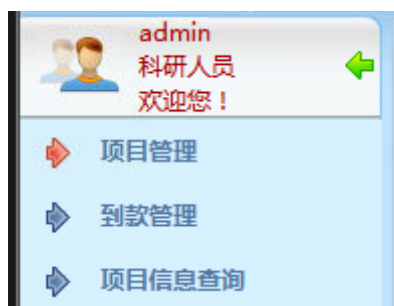 admin
科研人员
欢迎您！
项目管理
到款管理
项目信息查询